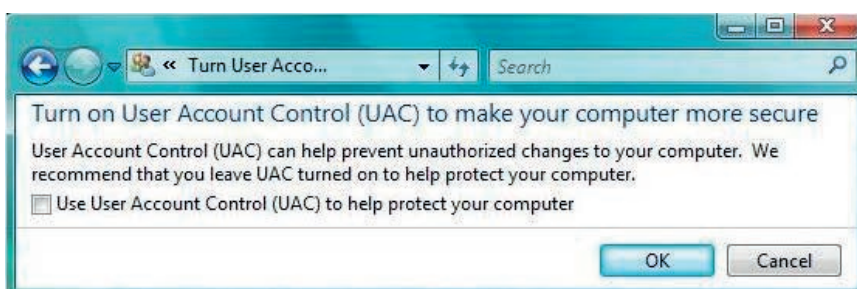 « Turn User Acco...
Search
Turn on User Account Control (UAC) to make your computer more secure
User Account Control (UAC) can help prevent unauthorized changes to your computer. We
recommend that you leave UAC turned on to help protect your computer.
Use User Account Control (UAC) to help protect your computer
OK
Cancel